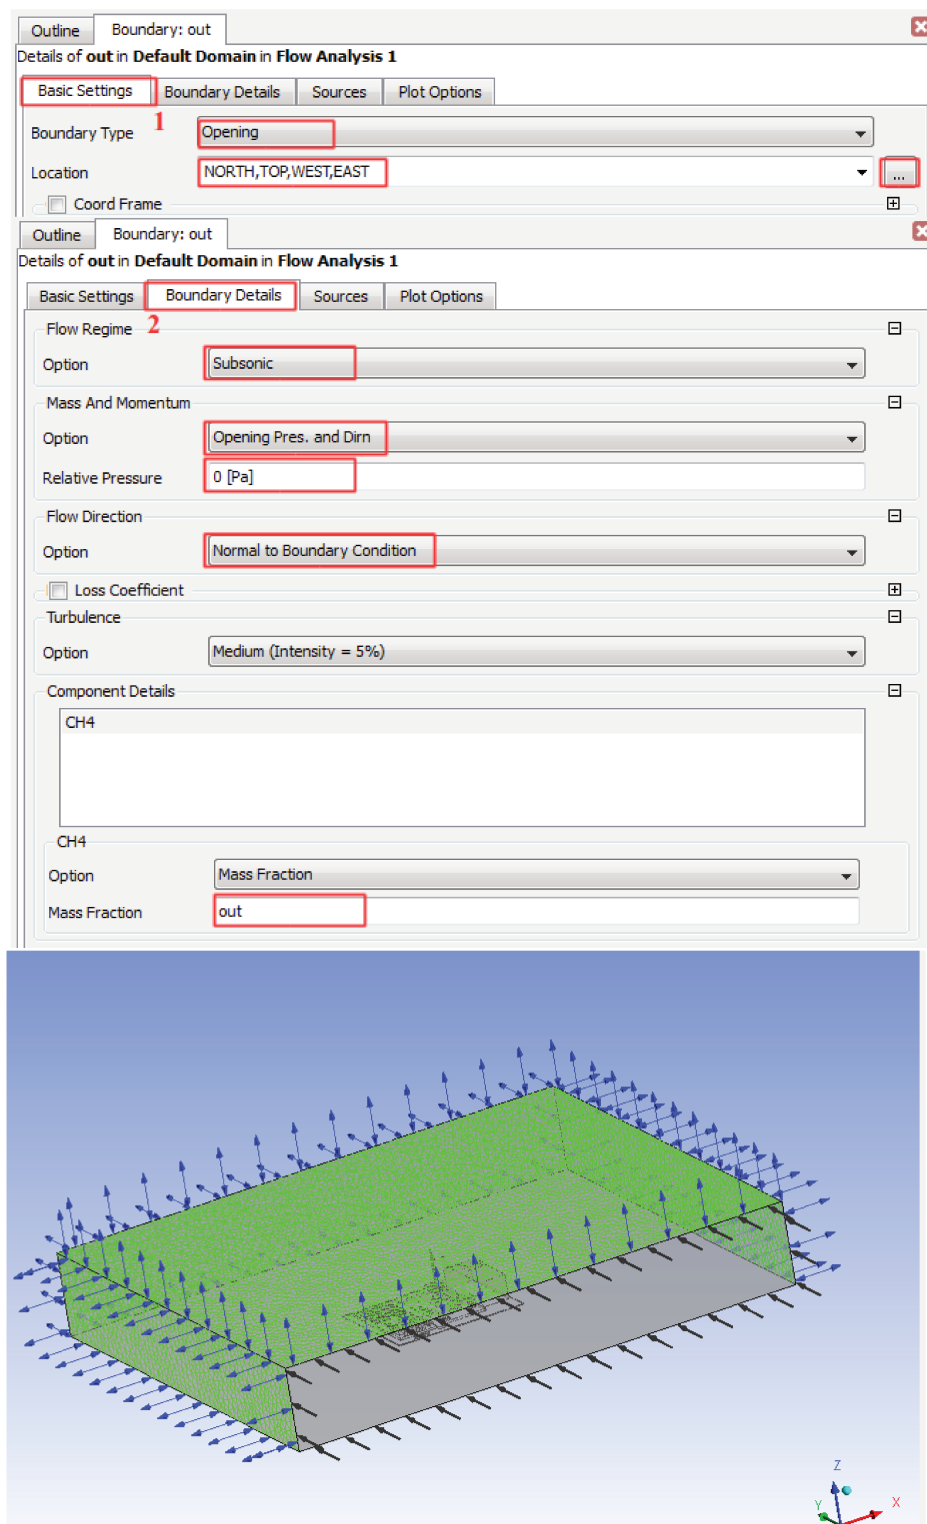 Outline Boundary: out
Details of out in Default Domain in Flow Analysis 1
Basic Settings Boundary Details Sources Plot Options
1
Boundary Type Opening
Location NORTH,TOP,WEST,EAST ...
Coord Frame
Outline Boundary: out
Details of out in Default Domain in Flow Analysis 1
Basic Settings Boundary Details Sources Plot Options
2
Flow Regime
Option Subsonic
Mass And Momentum
Option Opening Pres. and Dirn
Relative Pressure 0 [Pa]
Flow Direction
Option Normal to Boundary Condition
Loss Coefficient
Turbulence
Option Medium (Intensity = 5%)
Component Details
CH4
CH4
Option Mass Fraction
Mass Fraction out
Z
Y X